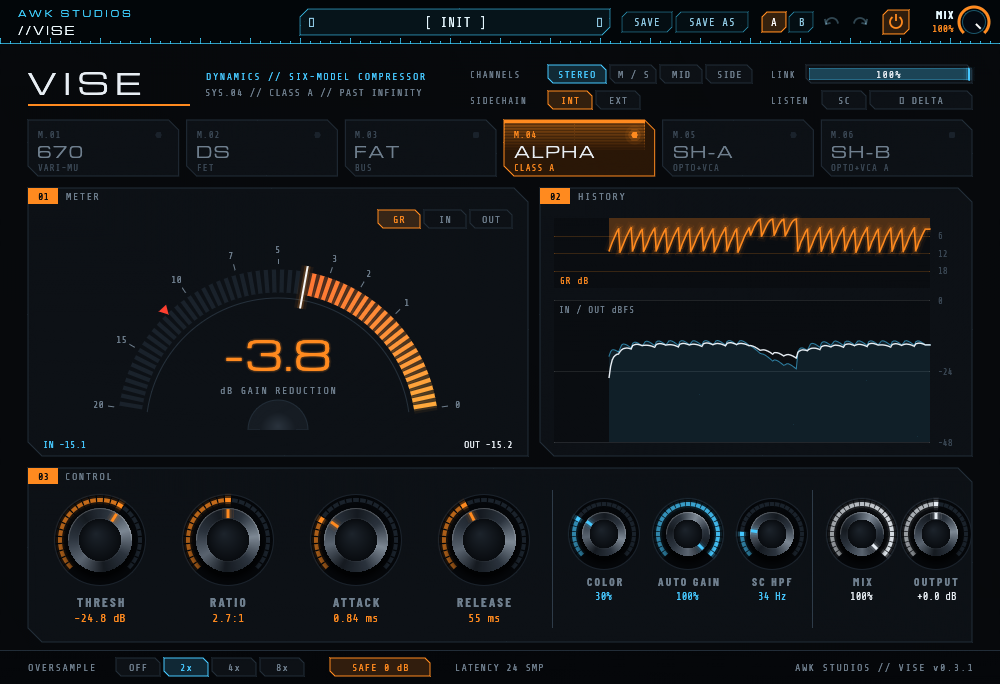 AWK STUDIOS
//VISE
[ INIT ]
SAVE
SAVE AS
A
B
MIX
100%
VISE
DYNAMICS // SIX-MODEL COMPRESSOR
SYS.04 // CLASS A // PAST INFINITY
CHANNELS
STEREO
M / S
MID
SIDE
LINK
100%
SIDECHAIN
INT
EXT
LISTEN
SC
DELTA
M.01
670
VARI-MU
M.02
DS
FET
M.03
FAT
BUS
M.04
ALPHA
CLASS A
M.05
SH-A
OPTO+VCA
M.06
SH-B
OPTO+VCA A
01 METER
GR
IN
OUT
20
15
10
7
5
3
2
1
0
-3.8
dB GAIN REDUCTION
IN -15.1
OUT -15.2
02 HISTORY
6
12
18
GR dB
0
IN / OUT dBFS
-24
-48
03 CONTROL
THRESH
-24.8 dB
RATIO
2.7:1
ATTACK
0.84 ms
RELEASE
55 ms
COLOR
30%
AUTO GAIN
100%
SC HPF
34 Hz
MIX
100%
OUTPUT
+0.0 dB
OVERSAMPLE
OFF
2x
4x
8x
SAFE 0 dB
LATENCY 24 SMP
AWK STUDIOS // VISE v0.3.1